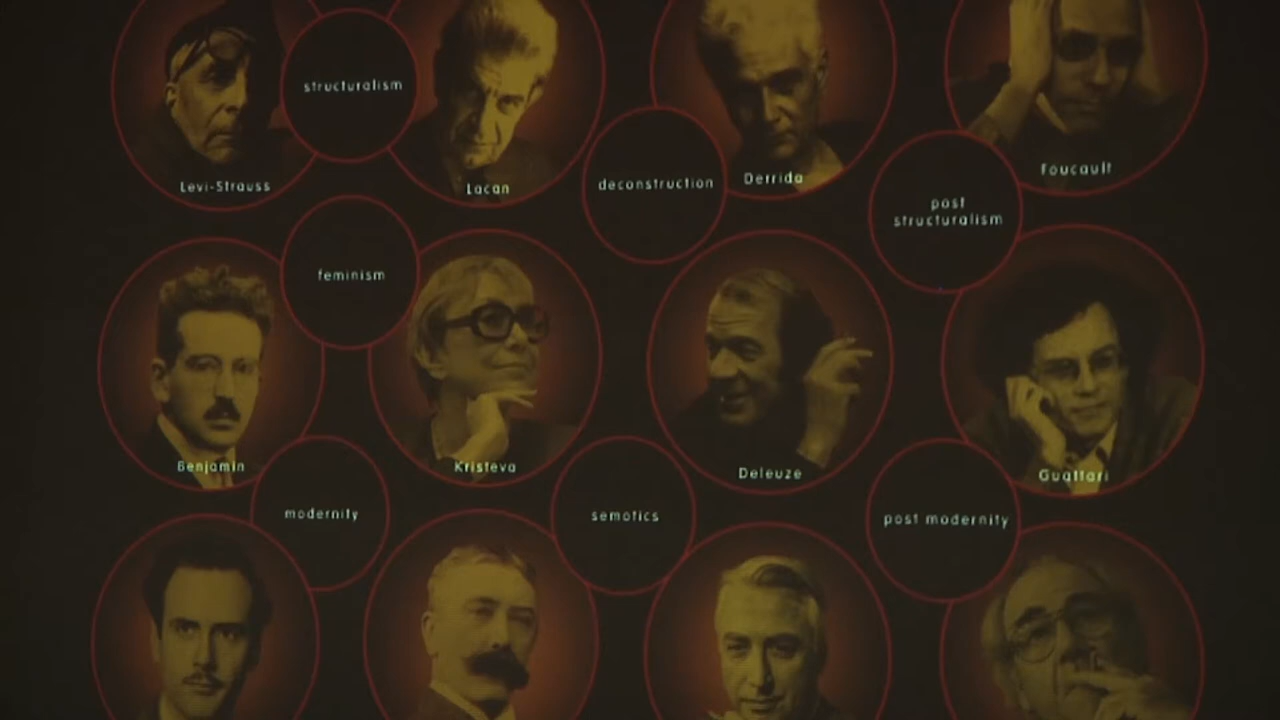 structuralism
Levi-Strauss
Lacan
deconstruction
Derrida
Foucault
post
structuralism
feminism
Benjamin
Kristeva
Deleuze
Guattari
modernity
semotics
post modernity